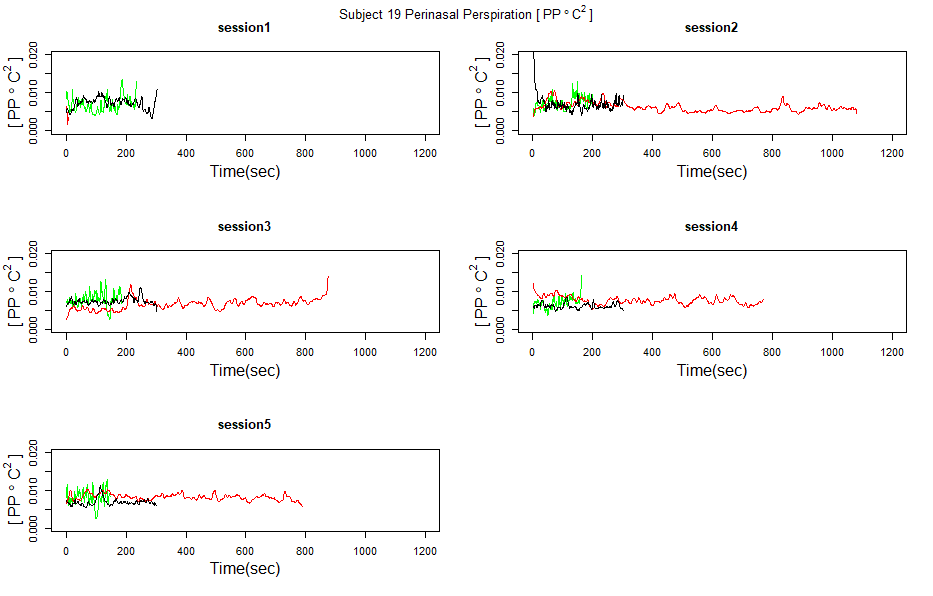 Subject 19 Perinasal Perspiration [ PP ° C² ]
session1
[ PP ° C² ]
0.000 0.010 0.020
0 200 400 600 800 1000 1200
Time(sec)
session2
[ PP ° C² ]
0.000 0.010 0.020
0 200 400 600 800 1000 1200
Time(sec)
session3
[ PP ° C² ]
0.000 0.010 0.020
0 200 400 600 800 1000 1200
Time(sec)
session4
[ PP ° C² ]
0.000 0.010 0.020
0 200 400 600 800 1000 1200
Time(sec)
session5
[ PP ° C² ]
0.000 0.010 0.020
0 200 400 600 800 1000 1200
Time(sec)